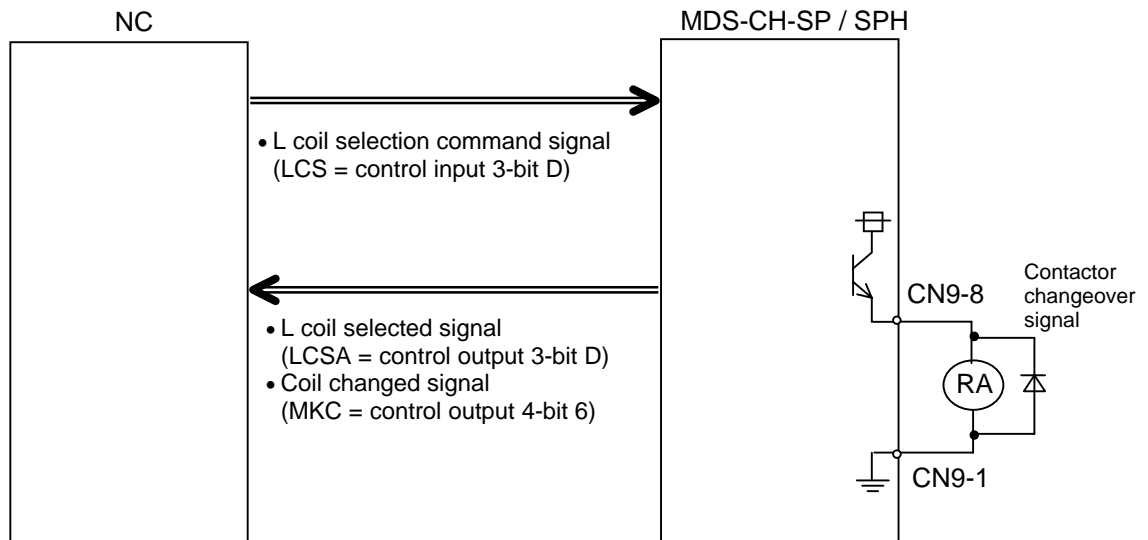 NC
MDS-CH-SP / SPH
• L coil selection command signal
(LCS = control input 3-bit D)
• L coil selected signal
(LCSA = control output 3-bit D)
• Coil changed signal
(MKC = control output 4-bit 6)
CN9-8
Contactor
changeover
signal
RA
CN9-1